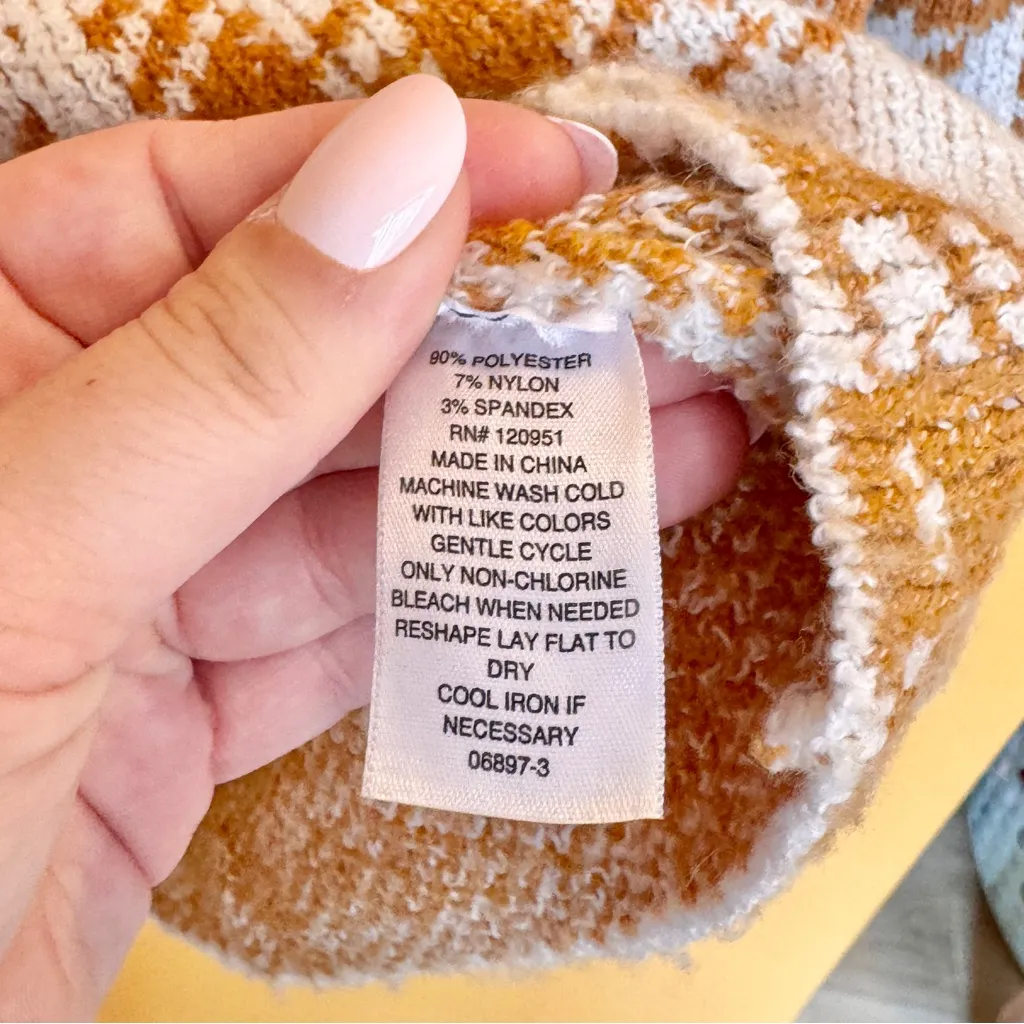 90% POLYESTER
7% NYLON
3% SPANDEX
RN# 120951
MADE IN CHINA
MACHINE WASH COLD
WITH LIKE COLORS
GENTLE CYCLE
ONLY NON-CHLORINE
BLEACH WHEN NEEDED
RESHAPE LAY FLAT TO
DRY
COOL IRON IF
NECESSARY
06897-3